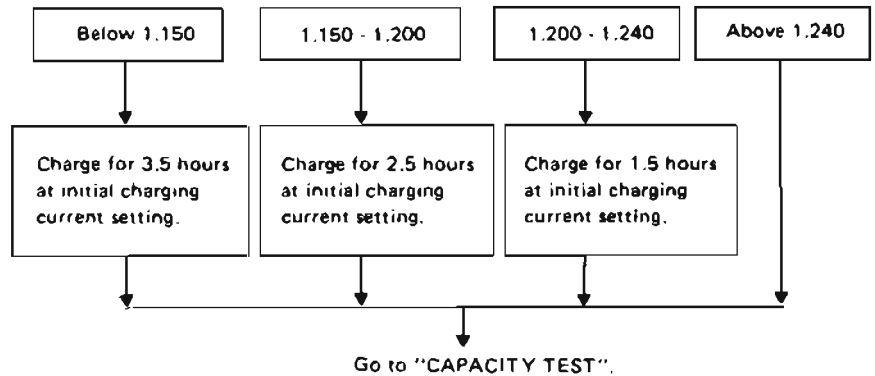 Below 1.150
1.150 - 1.200
1.200 - 1.240
Above 1.240
Charge for 3.5 hours
at initial charging
current setting.
Charge for 2.5 hours
at initial charging
current setting.
Charge for 1.5 hours
at initial charging
current setting.
Go to "CAPACITY TEST".